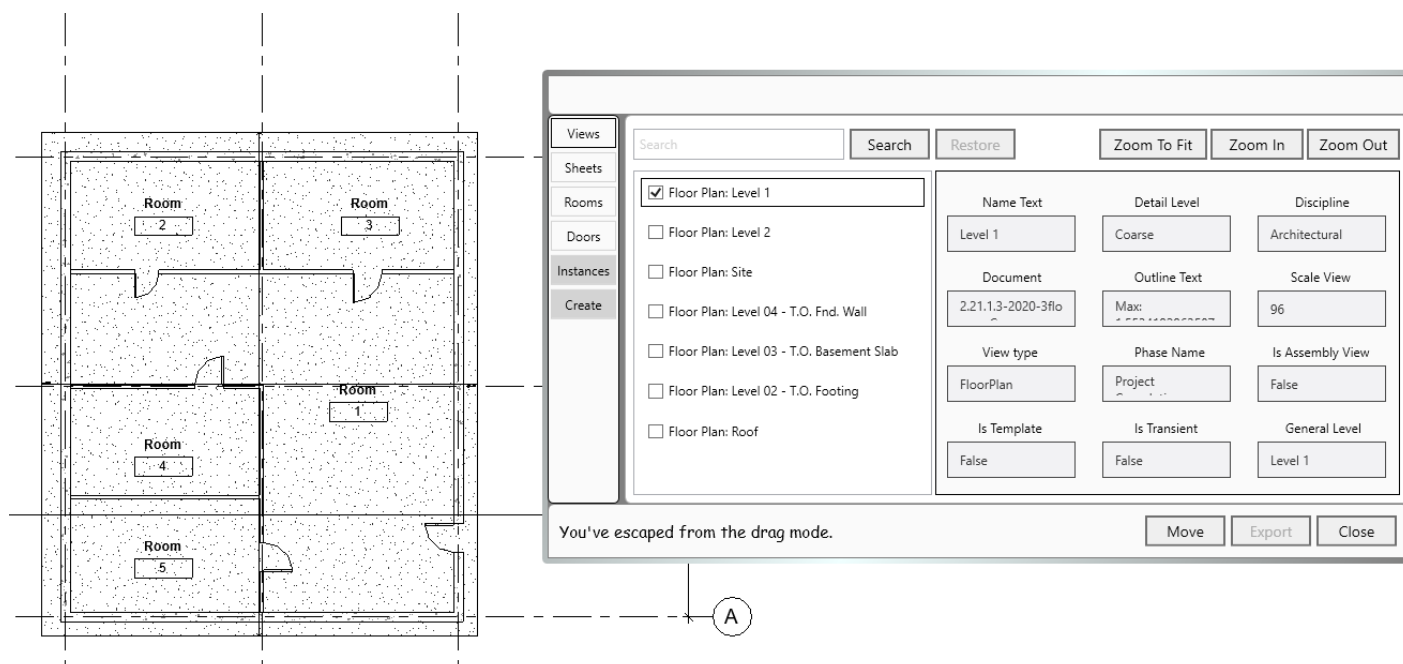 Room
2
Room
3
Room
1
Room
4
Room
5
A
Views
Sheets
Rooms
Doors
Instances
Create
Search
Search
Restore
Zoom To Fit
Zoom In
Zoom Out
Floor Plan: Level 1
Floor Plan: Level 2
Floor Plan: Site
Floor Plan: Level 04 - T.O. Fnd. Wall
Floor Plan: Level 03 - T.O. Basement Slab
Floor Plan: Level 02 - T.O. Footing
Floor Plan: Roof
Name Text
Detail Level
Discipline
Level 1
Coarse
Architectural
Document
Outline Text
Scale View
2.21.1.3-2020-3flo
Max:
96
View type
Phase Name
Is Assembly View
FloorPlan
Project
False
Is Template
Is Transient
General Level
False
False
Level 1
You've escaped from the drag mode.
Move
Export
Close